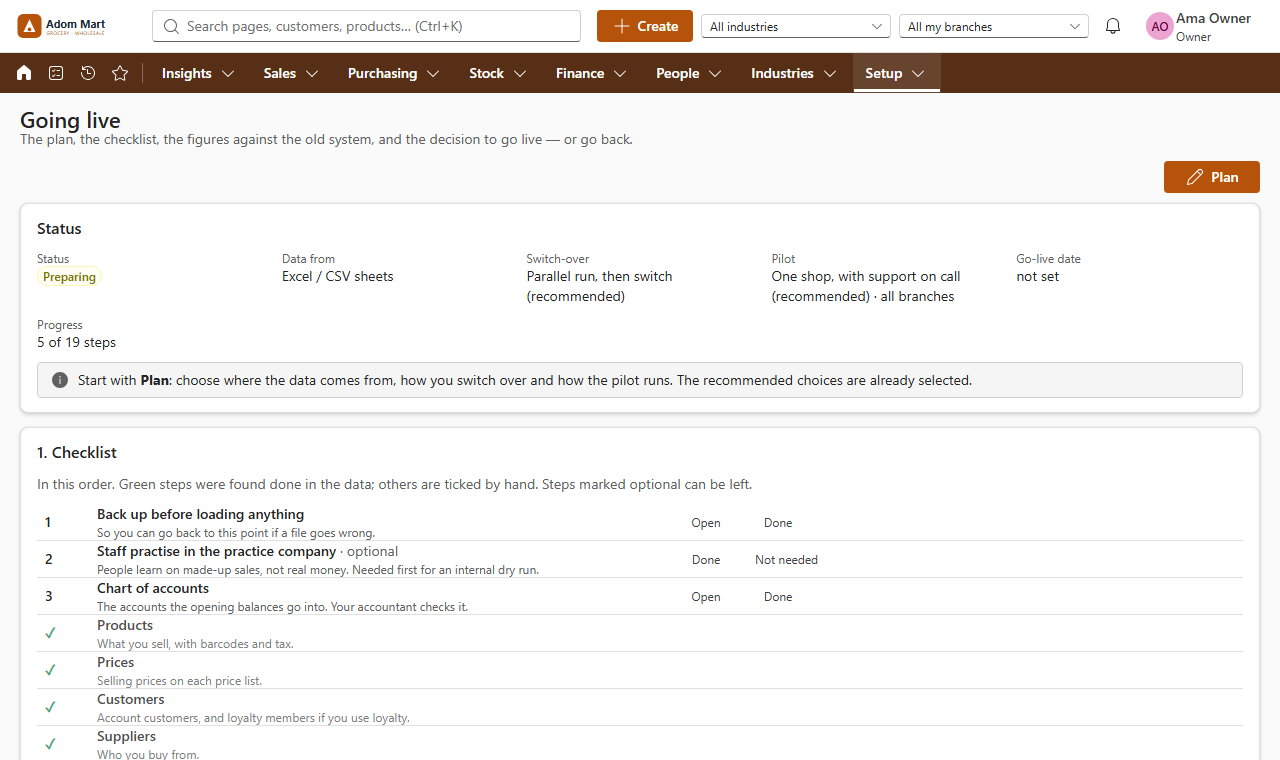 Adom Mart
GROCERY · WHOLESALE
Search pages, customers, products... (Ctrl+K)
Create
All industries
All my branches
AO
Ama Owner
Owner
Insights
Sales
Purchasing
Stock
Finance
People
Industries
Setup
Going live
The plan, the checklist, the figures against the old system, and the decision to go live — or go back.
Plan
Status
Status
Preparing
Data from
Excel / CSV sheets
Switch-over
Parallel run, then switch
(recommended)
Pilot
One shop, with support on call
(recommended) · all branches
Go-live date
not set
Progress
5 of 19 steps
Start with Plan: choose where the data comes from, how you switch over and how the pilot runs. The recommended choices are already selected.
1. Checklist
In this order. Green steps were found done in the data; others are ticked by hand. Steps marked optional can be left.
1
Back up before loading anything
So you can go back to this point if a file goes wrong.
Open
Done
2
Staff practise in the practice company · optional
People learn on made-up sales, not real money. Needed first for an internal dry run.
Done
Not needed
3
Chart of accounts
The accounts the opening balances go into. Your accountant checks it.
Open
Done
✓
Products
What you sell, with barcodes and tax.
✓
Prices
Selling prices on each price list.
✓
Customers
Account customers, and loyalty members if you use loyalty.
✓
Suppliers
Who you buy from.